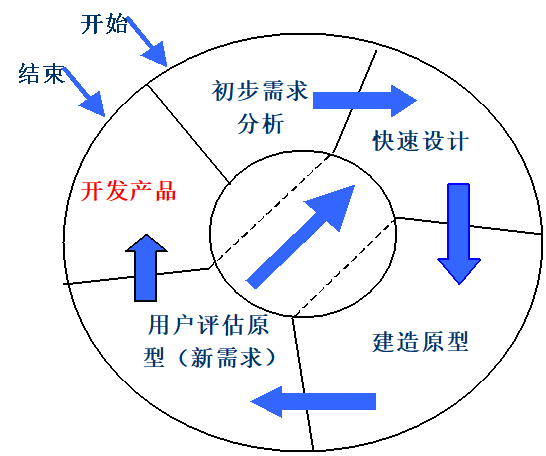 开始
结束
初步需求
分析
快速设计
开发产品
用户评估原
型（新需求）
建造原型